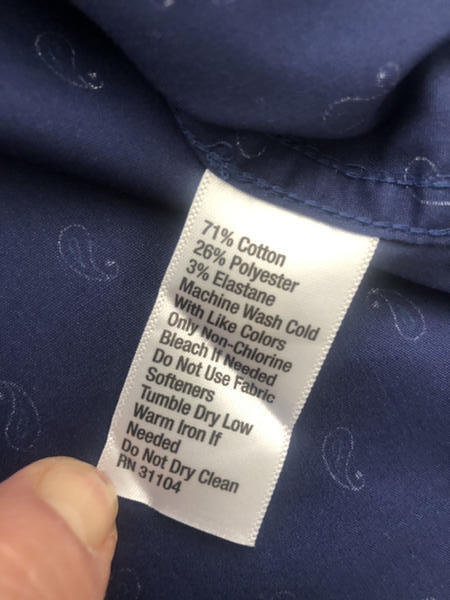 71% Cotton
26% Polyester
3% Elastane
Machine Wash Cold
With Like Colors
Only Non-Chlorine
Bleach If Needed
Do Not Use Fabric
Softeners
Tumble Dry Low
Warm Iron If
Needed
Do Not Dry Clean
RN 31104